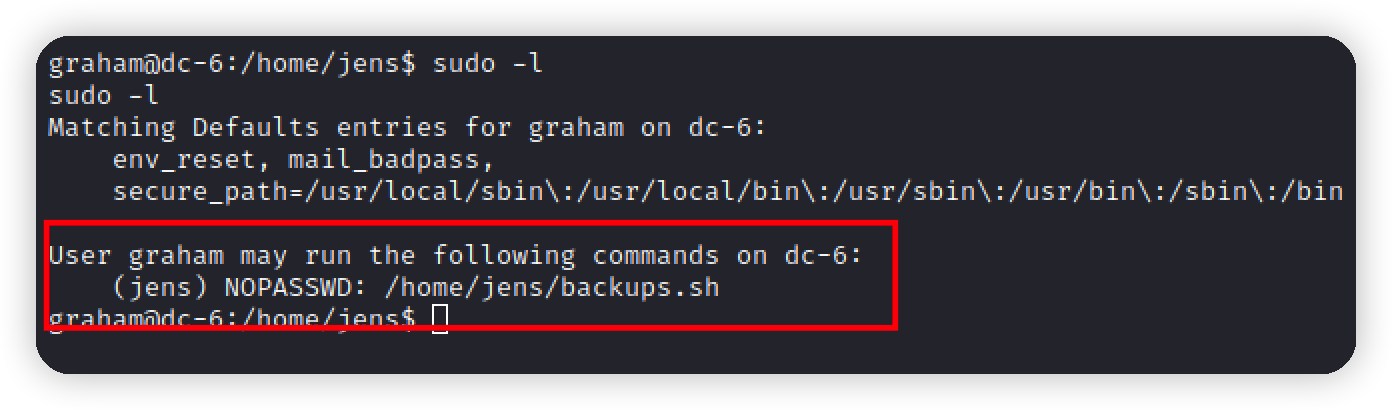 graham@dc-6:/home/jens$ sudo -l
sudo -l
Matching Defaults entries for graham on dc-6:
    env_reset, mail_badpass,
    secure_path=/usr/local/sbin\:/usr/local/bin\:/usr/sbin\:/usr/bin\:/sbin\:/bin
User graham may run the following commands on dc-6:
    (jens) NOPASSWD: /home/jens/backups.sh
graham@dc-6:/home/jens$